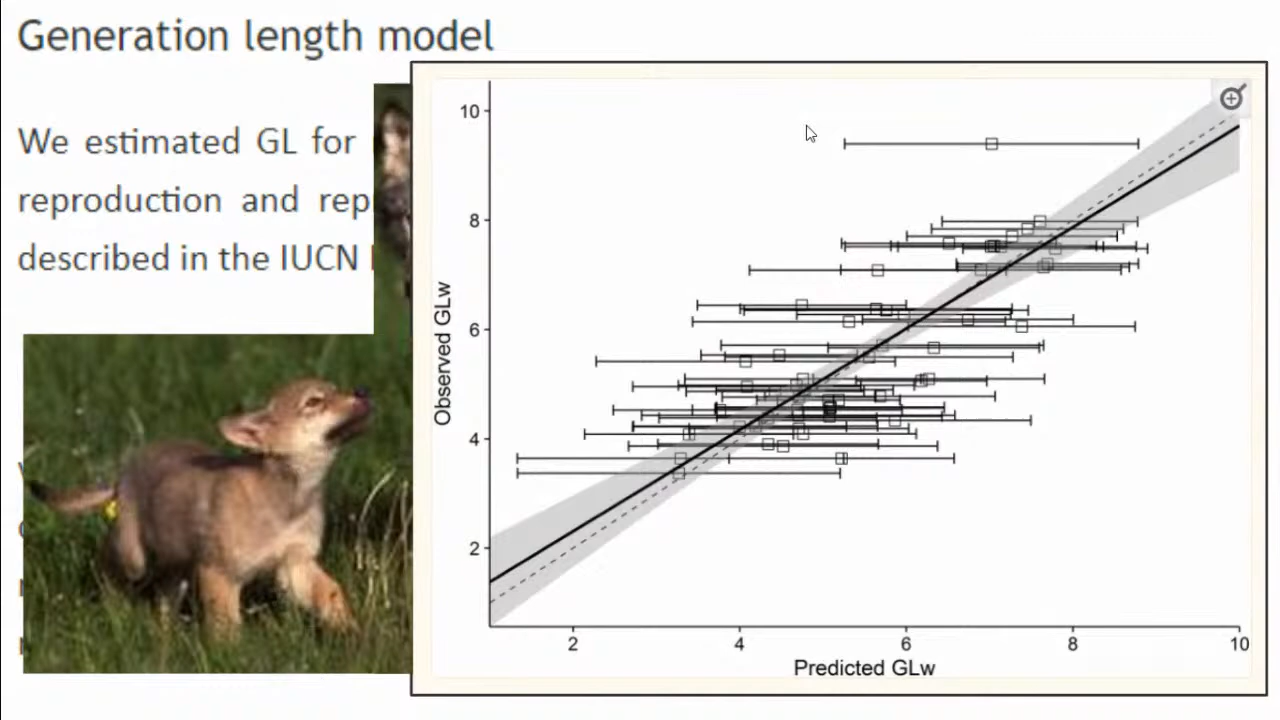 Generation length model
We estimated GL for
reproduction and rep
described in the IUCN
10
8
6
4
2
Observed GLw
2 4 6 8 10
Predicted GLw